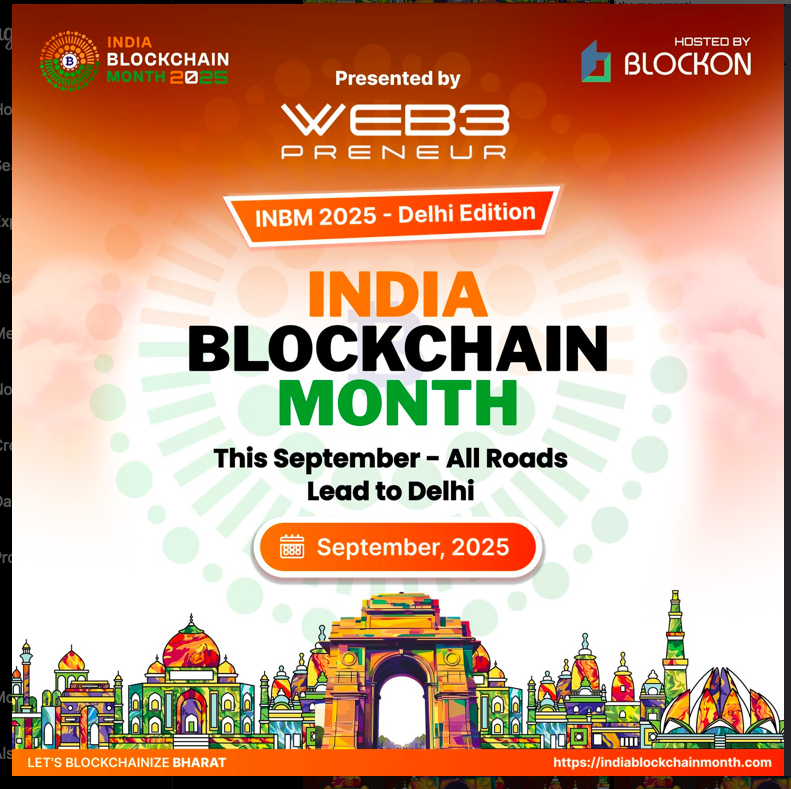 INDIA
BLOCKCHAIN
MONTH 2025
HOSTED BY
BLOCKON
Presented by
WEB3
PRENEUR
INBM 2025 - Delhi Edition
INDIA
BLOCKCHAIN
MONTH
This September - All Roads
Lead to Delhi
September, 2025
LET'S BLOCKCHAINIZE BHARAT
https://indiablockchainmonth.com